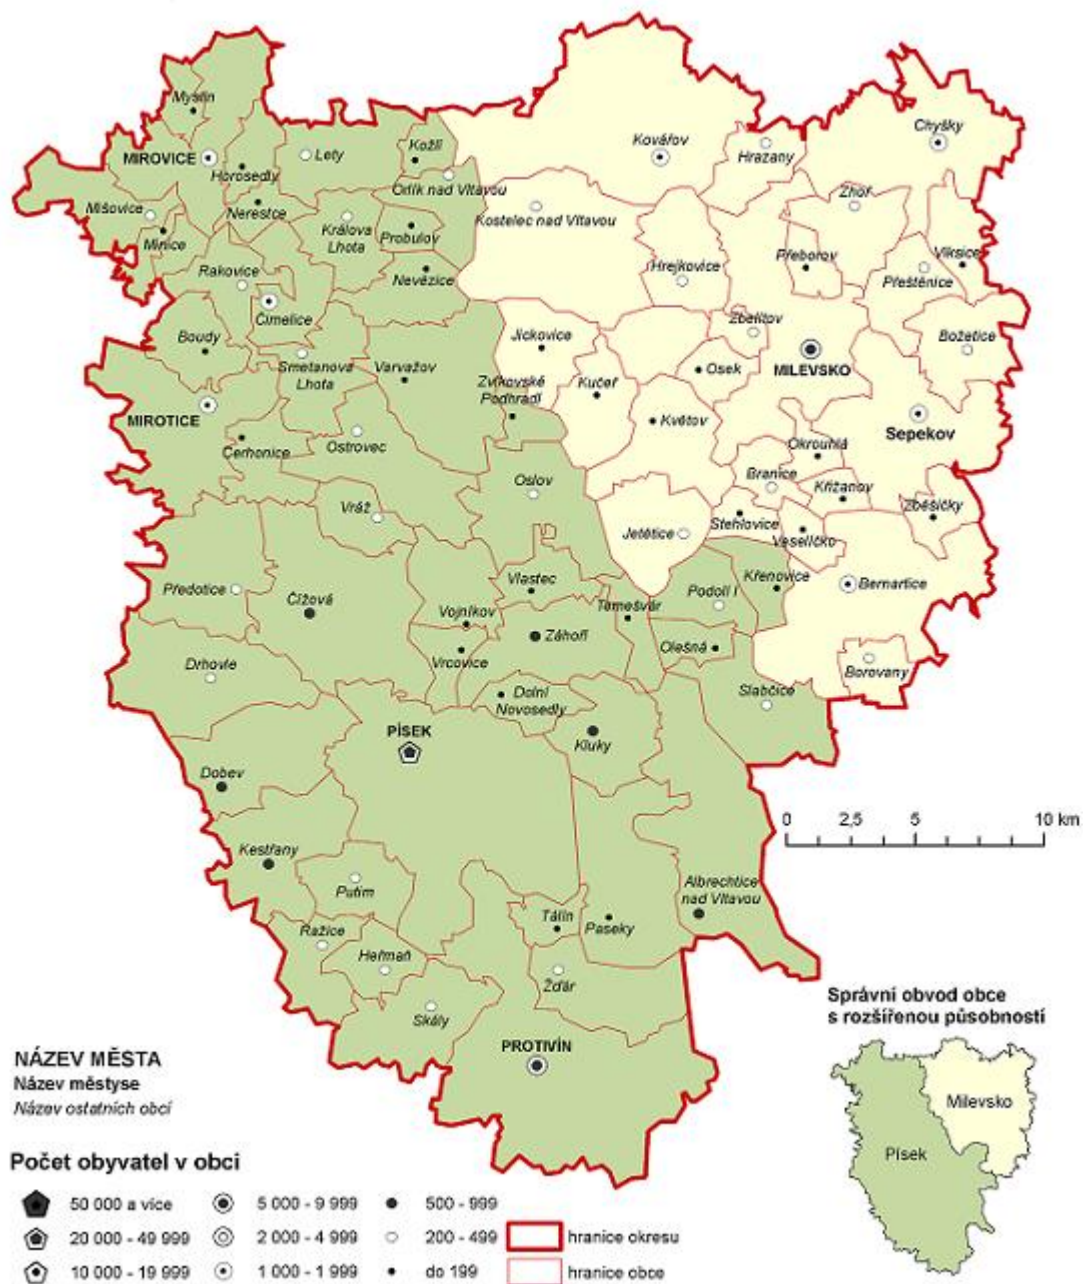 Myslín
Chyšky
Kovářov
MIROVICE
Lety
Kožlí
Hrazany
Horosedly
Orlík nad Vltavou
Zhoř
Mišovice
Nerestce
Králova
Lhota
Probulov
Kostelec nad Vltavou
Minice
Přeborov
Vlksice
Rakovice
Nevězice
Hrejkovice
Přeštěnice
Čimelice
Zbelítov
Boudy
Jickovice
Božetice
Smetanova
Lhota
Varvažov
Osek
MILEVSKO
Zvíkovské
Podhradí
Kučeř
MIROTICE
Květov
Sepekov
Cerhonice
Ostrovec
Okrouhlá
Oslov
Branice
Křižanov
Vráž
Zběšičky
Stehlovice
Jetětice
Veselíčko
Předotice
Čížová
Vlastec
Podolí I
Křenovice
Bernartice
Vojníkov
Temešvár
Záhoří
Olešná
Drhovle
Vrcovice
Borovany
Dolní
Novosedly
Slabčice
PÍSEK
Kluky
Dobev
0 2,5 5 10 km
Kestřany
Putim
Albrechtice
nad Vltavou
Tálín
Paseky
Ražice
Heřmaň
Žďár
Skály
Správní obvod obce
s rozšířenou působností
PROTIVÍN
NÁZEV MĚSTA
Název městyse
Název ostatních obcí
Milevsko
Písek
Počet obyvatel v obci
50 000 a více 5 000 - 9 999 500 - 999
20 000 - 49 999 2 000 - 4 999 200 - 499 hranice okresu
10 000 - 19 999 1 000 - 1 999 do 199 hranice obce